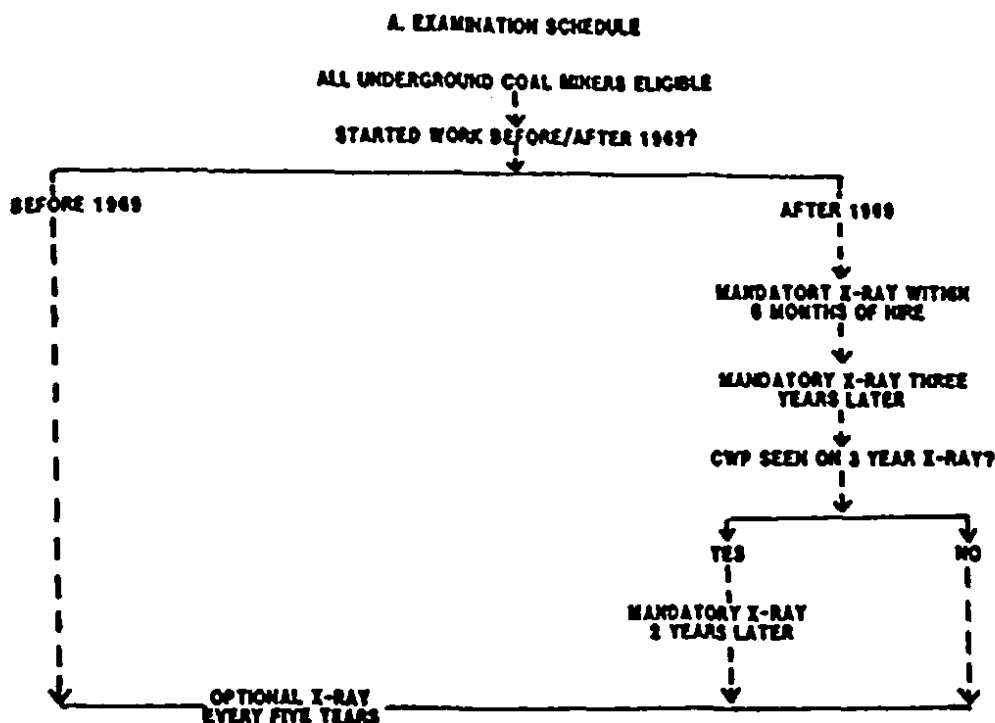 A. EXAMINATION SCHEDULE
ALL UNDERGROUND COAL MINERS ELIGIBLE
STARTED WORK BEFORE/AFTER 1969?
BEFORE 1969
AFTER 1969
MANDATORY X-RAY WITHIN
6 MONTHS OF HIRE
MANDATORY X-RAY THREE
YEARS LATER
CWP SEEN ON 3 YEAR X-RAY?
YES
NO
MANDATORY X-RAY
2 YEARS LATER
OPTIONAL X-RAY
EVERY FIVE YEARS